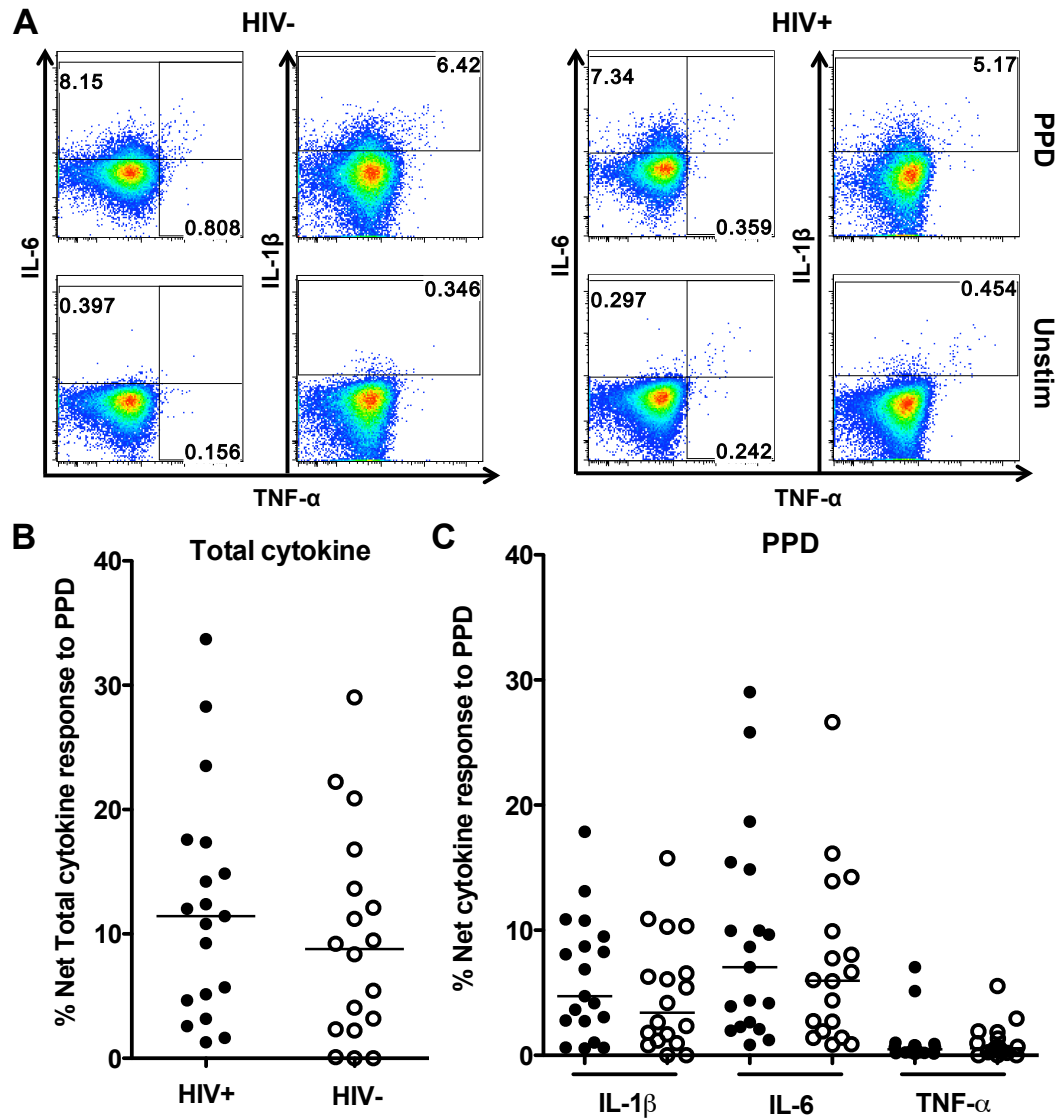 A
HIV-
HIV+
8.15
6.42
7.34
5.17
PPD
0.808
0.359
IL-6
IL-1β
IL-6
IL-1β
0.397
0.346
0.297
0.454
Unstim
0.156
0.242
TNF-α
TNF-α
B
Total cytokine
% Net Total cytokine response to PPD
40
30
20
10
0
HIV+
HIV-
C
PPD
% Net cytokine response to PPD
40
30
20
10
0
IL-1β
IL-6
TNF-α